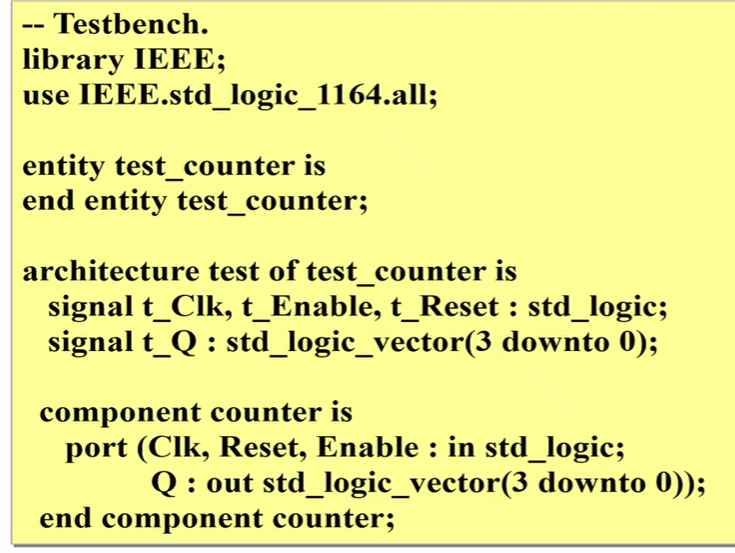 -- Testbench.
library IEEE;
use IEEE.std_logic_1164.all;
entity test_counter is
end entity test_counter;
architecture test of test_counter is
signal t_Clk, t_Enable, t_Reset : std_logic;
signal t_Q : std_logic_vector(3 downto 0);
component counter is
port (Clk, Reset, Enable : in std_logic;
Q : out std_logic_vector(3 downto 0));
end component counter;